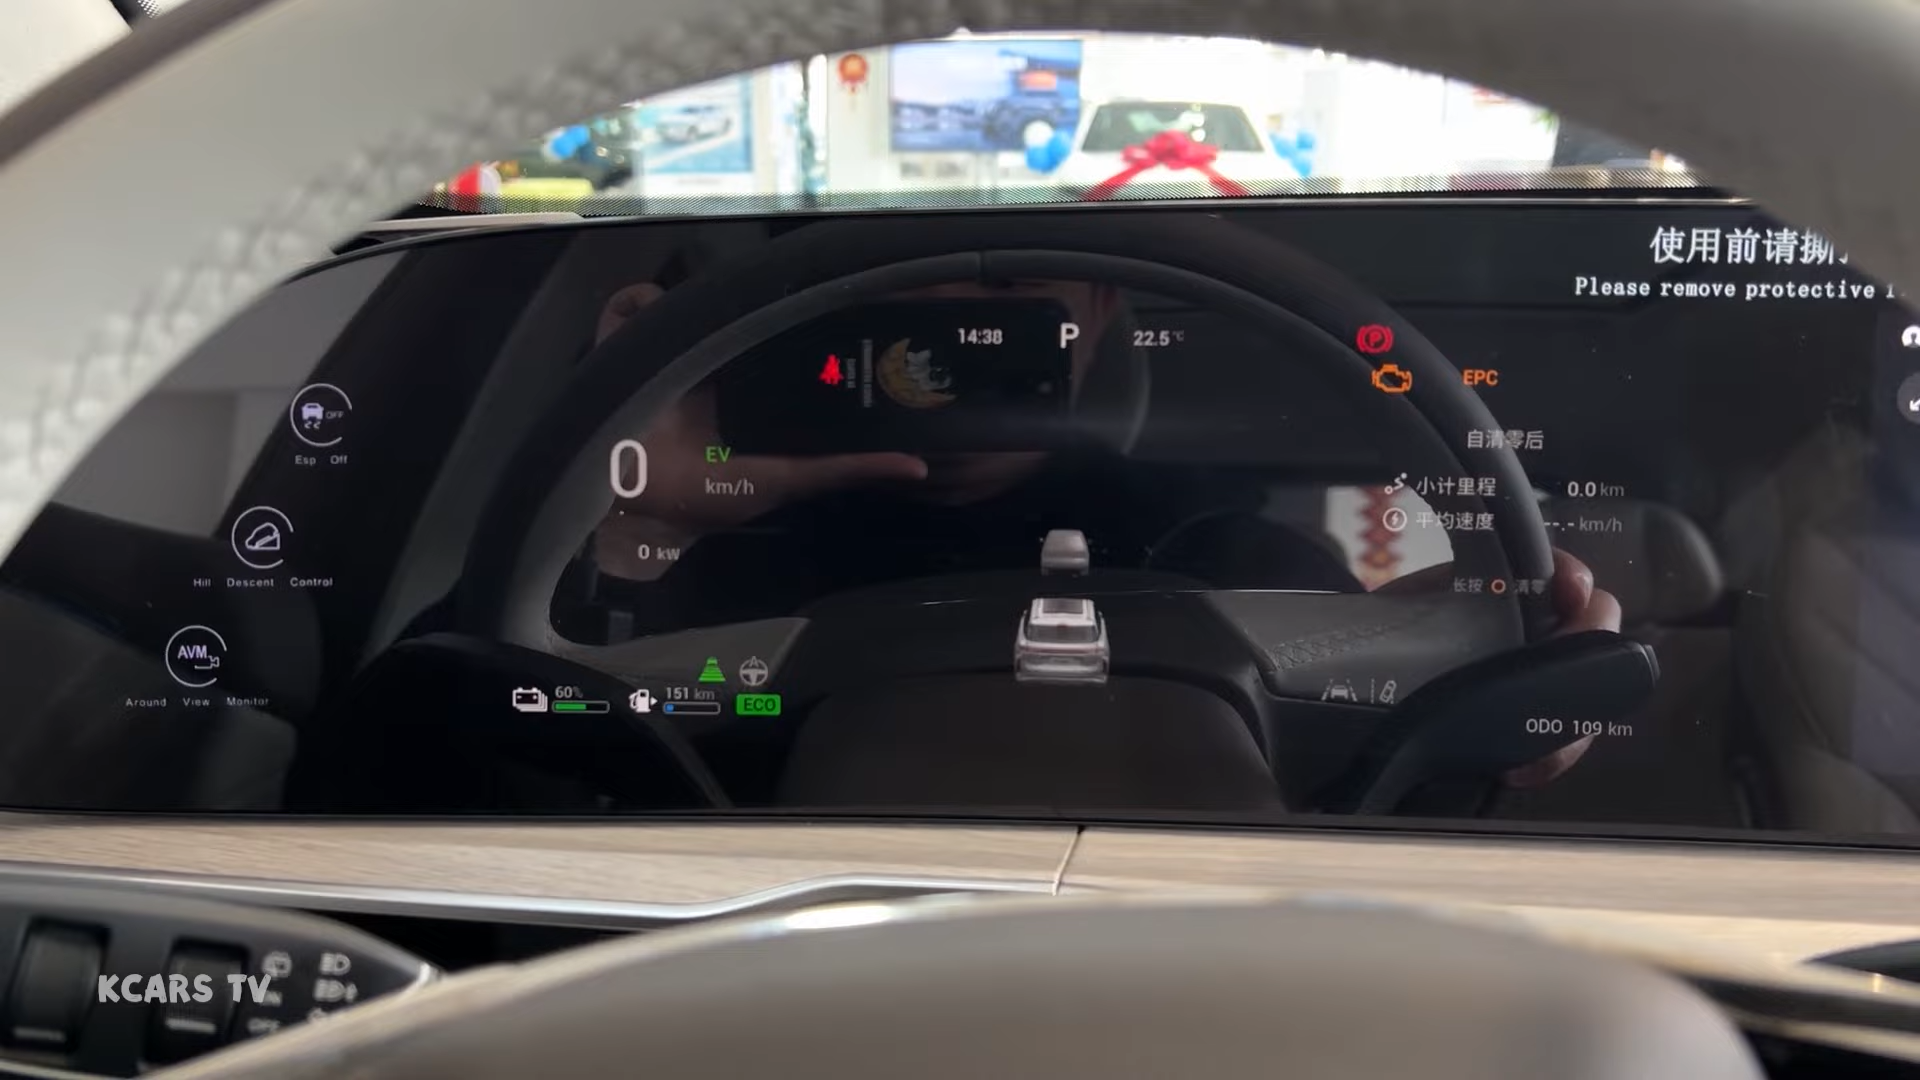 使用前请撕
Please remove protective
14:38
P
22.5 °C
EPC
OFF
Esp Off
自清零后
0
EV
km/h
小计里程 0.0 km
平均速度 --.- km/h
0 kW
Hill Descent Control
长按 清零
AVM
Around View Monitor
60%
151 km
ECO
ODO 109 km
KCARS TV